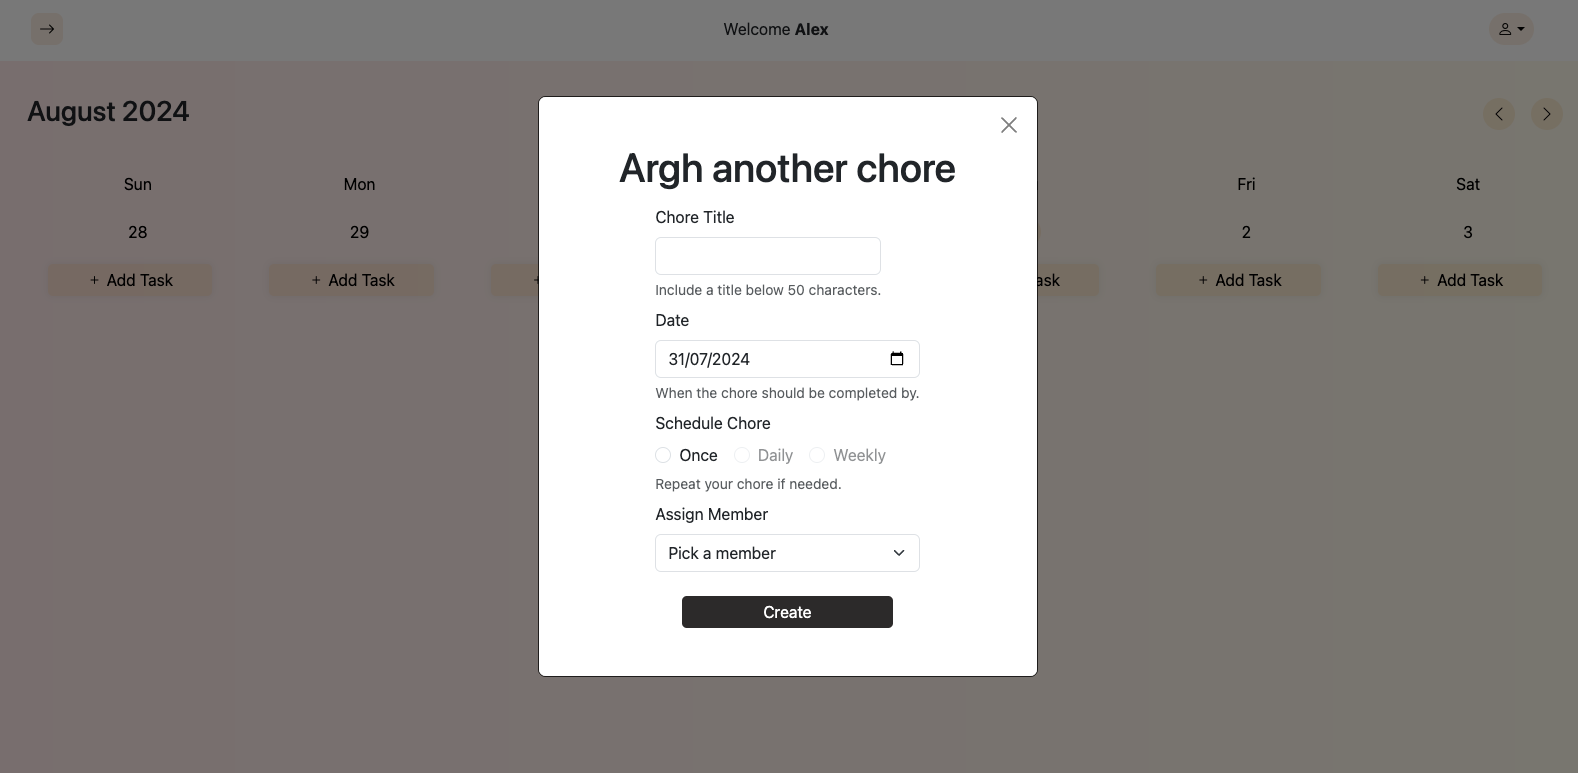 Welcome Alex
August 2024
Sun
Mon
Fri
Sat
28
29
2
3
+ Add Task
+ Add Task
+
ask
+ Add Task
+ Add Task
Argh another chore
Chore Title
Include a title below 50 characters.
Date
31/07/2024
When the chore should be completed by.
Schedule Chore
Once Daily Weekly
Repeat your chore if needed.
Assign Member
Pick a member
Create